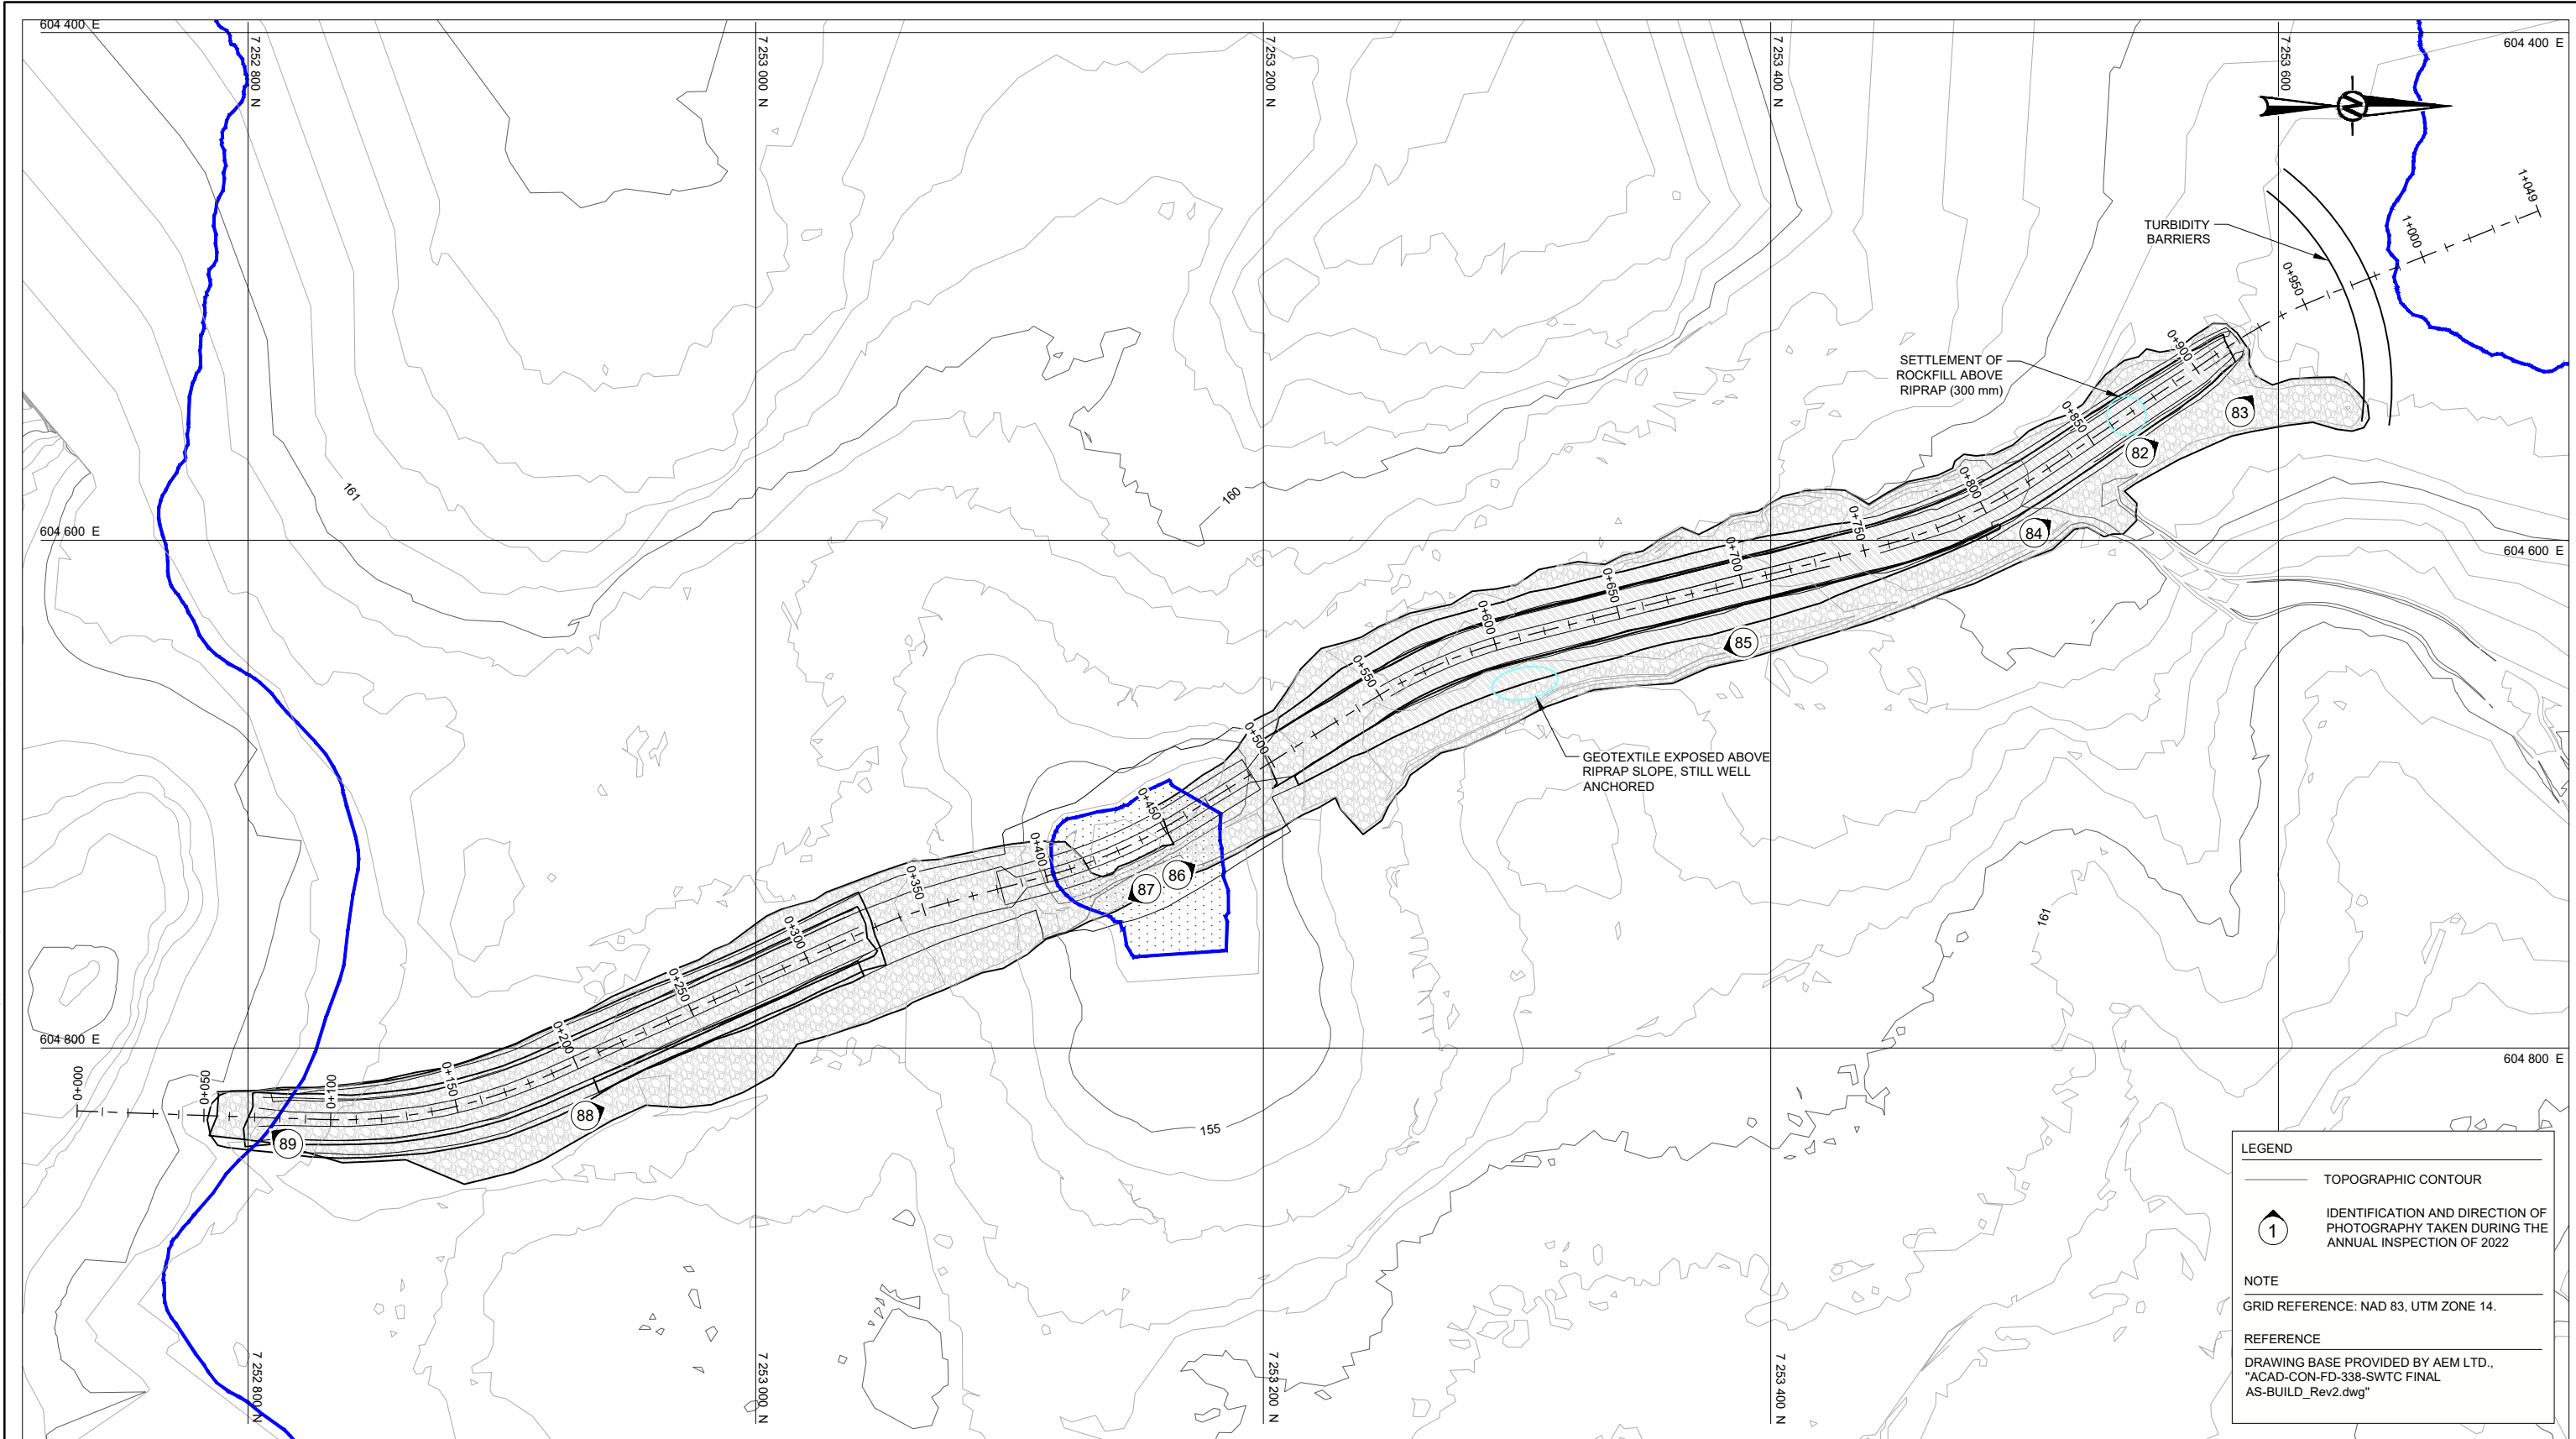 604 400 E
7 252 800 N
7 253 000 N
7 253 200 N
7 253 400 N
7 253 600
604 400 E
N
1+049
1+000
0+950
TURBIDITY
BARRIERS
SETTLEMENT OF
ROCKFILL ABOVE
RIPRAP (300 mm)
0+900
83
0+850
82
161
160
0+800
84
604 600 E
604 600 E
0+750
0+700
0+650
0+600
85
0+550
0+500
GEOTEXTILE EXPOSED ABOVE
RIPRAP SLOPE, STILL WELL
ANCHORED
0+450
0+400
86
87
0+350
161
0+300
0+250
0+200
604 800 E
604 800 E
0+000
0+050
0+100
0+150
88
89
155
7 252 800 N
7 253 000 N
7 253 200 N
7 253 400 N
LEGEND
TOPOGRAPHIC CONTOUR
1
IDENTIFICATION AND DIRECTION OF
PHOTOGRAPHY TAKEN DURING THE
ANNUAL INSPECTION OF 2022
NOTE
GRID REFERENCE: NAD 83, UTM ZONE 14.
REFERENCE
DRAWING BASE PROVIDED BY AEM LTD.,
"ACAD-CON-FD-338-SWTC FINAL
AS-BUILD_Rev2.dwg"